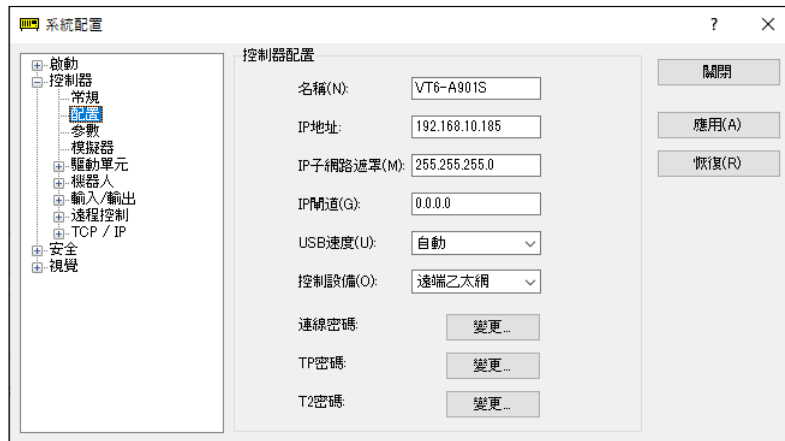 系統配置
?
啟動
控制器
常規
配置
參數
模擬器
驅動單元
機器人
輸入/輸出
遠程控制
TCP / IP
安全
視覺
控制器配置
名稱(N): VT6-A901S
IP地址: 192.168.10.185
IP子網路遮罩(M): 255.255.255.0
IP閘道(G): 0.0.0.0
USB速度(U): 自動
控制設備(O): 遠端乙太網
連線密碼: 變更...
TP密碼: 變更...
T2密碼: 變更...
關閉
應用(A)
恢復(R)